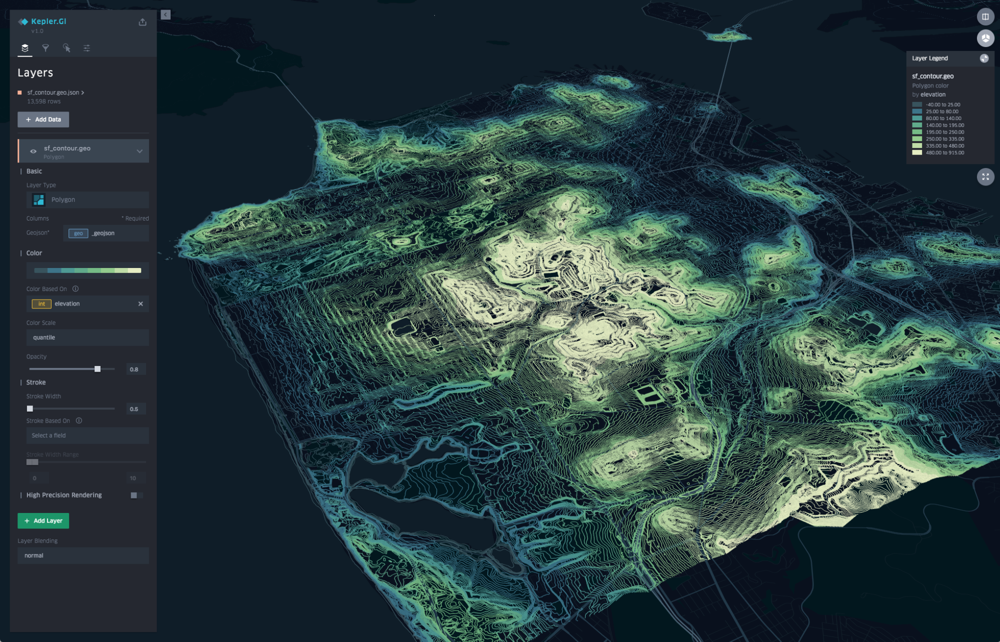 Kepler.Gl
v1.0
Layers
sf_contour.geo.json
13,598 rows
+ Add Data
sf_contour.geo
Polygon
Basic
Layer Type
Polygon
Columns * Required
Geojson* geo _geojson
Color
Color Based On
int elevation
Color Scale
quantile
Opacity
0.8
Stroke
Stroke Width
0.5
Stroke Based On
Select a field
Stroke Width Range
0 10
High Precision Rendering
+ Add Layer
Layer Blending
normal
Layer Legend
sf_contour.geo
Polygon color
by elevation
-40.00 to 25.00
25.00 to 80.00
80.00 to 140.00
140.00 to 195.00
195.00 to 250.00
250.00 to 335.00
335.00 to 480.00
480.00 to 915.00